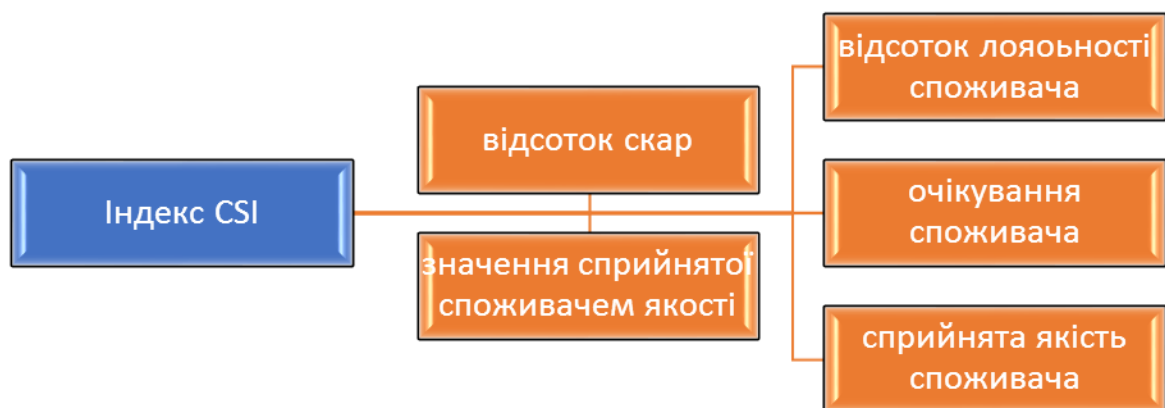 Індекс CSI
відсоток скар
значення сприйнятої
споживачем якості
відсоток лояоьності
споживача
очікування
споживача
сприйнята якість
споживача